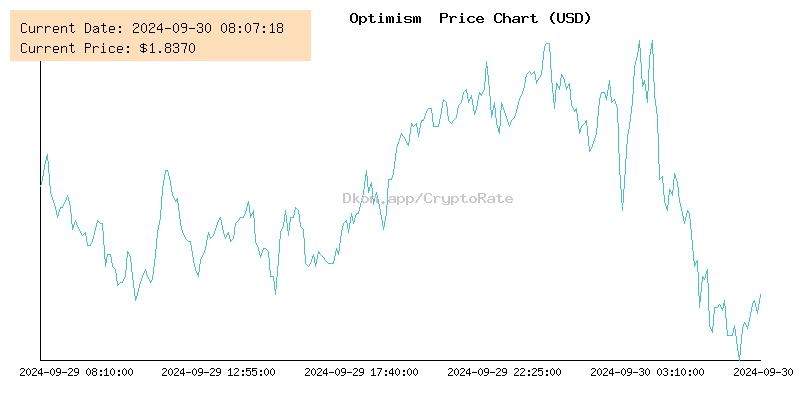 Optimism Price Chart (USD)
Current Date: 2024-09-30 08:07:18
Current Price: $1.8370
Dkon.app/CryptoRate
2024-09-29 08:10:00 2024-09-29 12:55:00 2024-09-29 17:40:00 2024-09-29 22:25:00 2024-09-30 03:10:00 2024-09-30